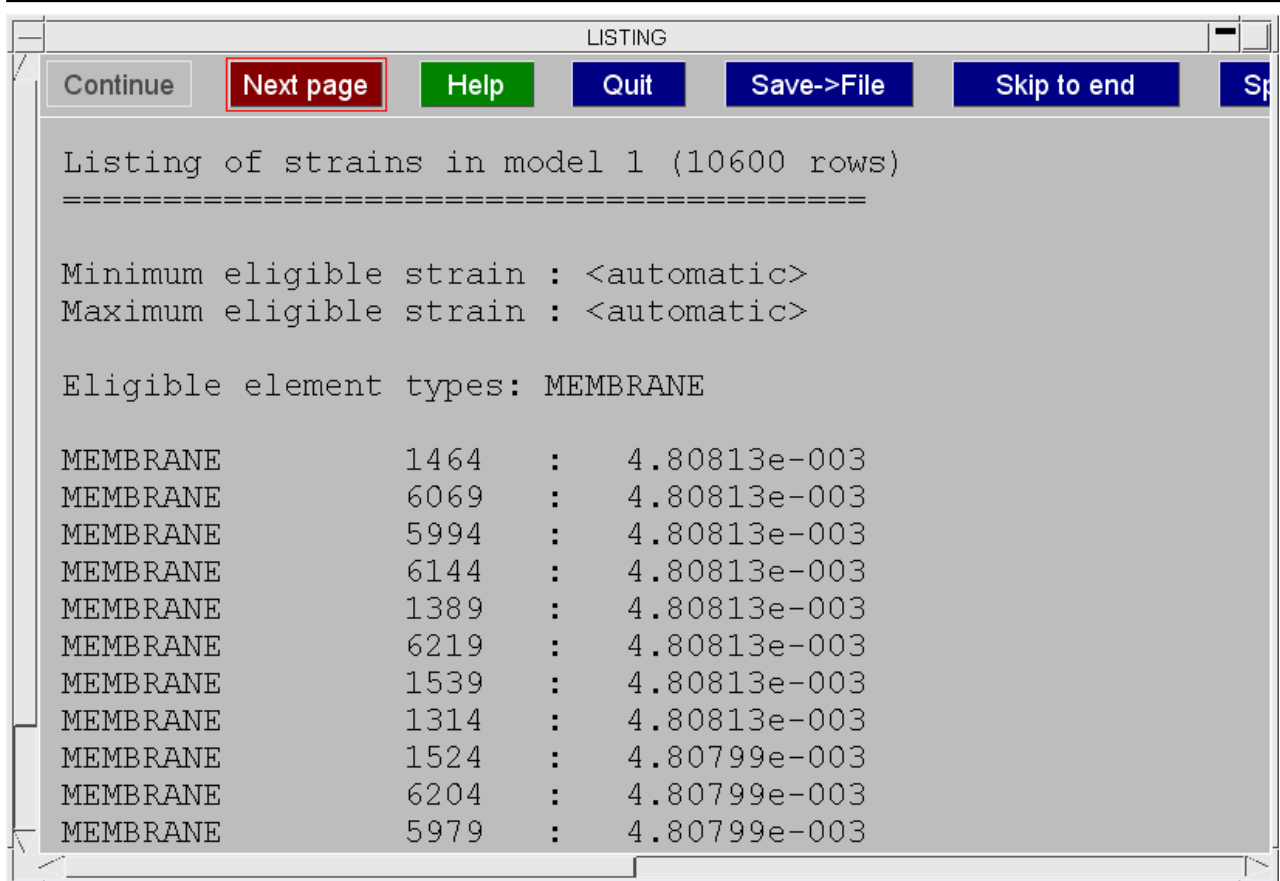 LISTING
Continue Next page Help Quit Save->File Skip to end
Listing of strains in model 1 (10600 rows)
========================================
Minimum eligible strain : <automatic>
Maximum eligible strain : <automatic>
Eligible element types: MEMBRANE
MEMBRANE 1464 : 4.80813e-003
MEMBRANE 6069 : 4.80813e-003
MEMBRANE 5994 : 4.80813e-003
MEMBRANE 6144 : 4.80813e-003
MEMBRANE 1389 : 4.80813e-003
MEMBRANE 6219 : 4.80813e-003
MEMBRANE 1539 : 4.80813e-003
MEMBRANE 1314 : 4.80813e-003
MEMBRANE 1524 : 4.80799e-003
MEMBRANE 6204 : 4.80799e-003
MEMBRANE 5979 : 4.80799e-003